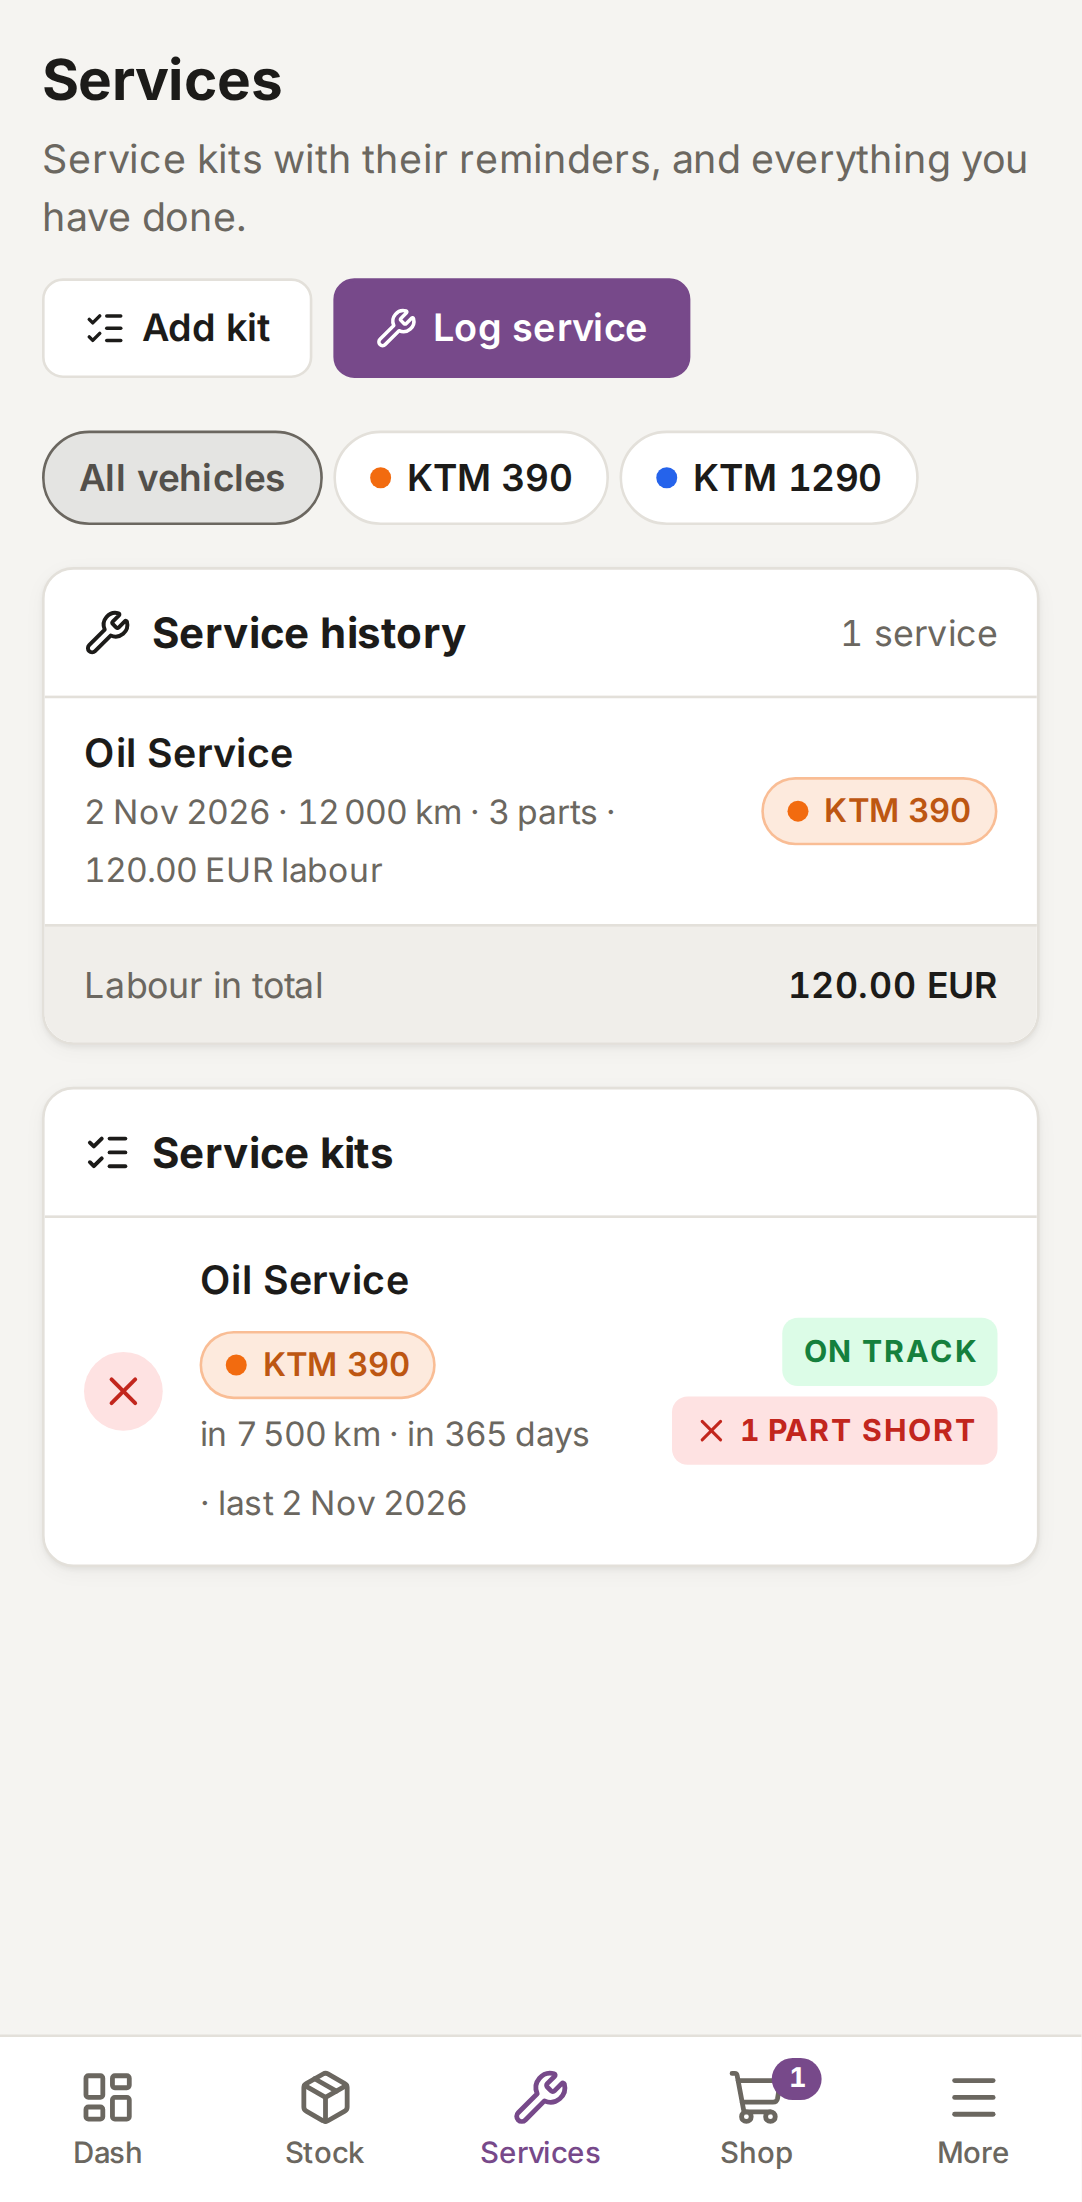 Services
Service kits with their reminders, and everything you
have done.
Add kit
Log service
All vehicles
KTM 390
KTM 1290
Service history
1 service
Oil Service
2 Nov 2026 · 12 000 km · 3 parts ·
120.00 EUR labour
KTM 390
Labour in total
120.00 EUR
Service kits
Oil Service
KTM 390
in 7 500 km · in 365 days
· last 2 Nov 2026
ON TRACK
1 PART SHORT
Dash
Stock
Services
1
Shop
More